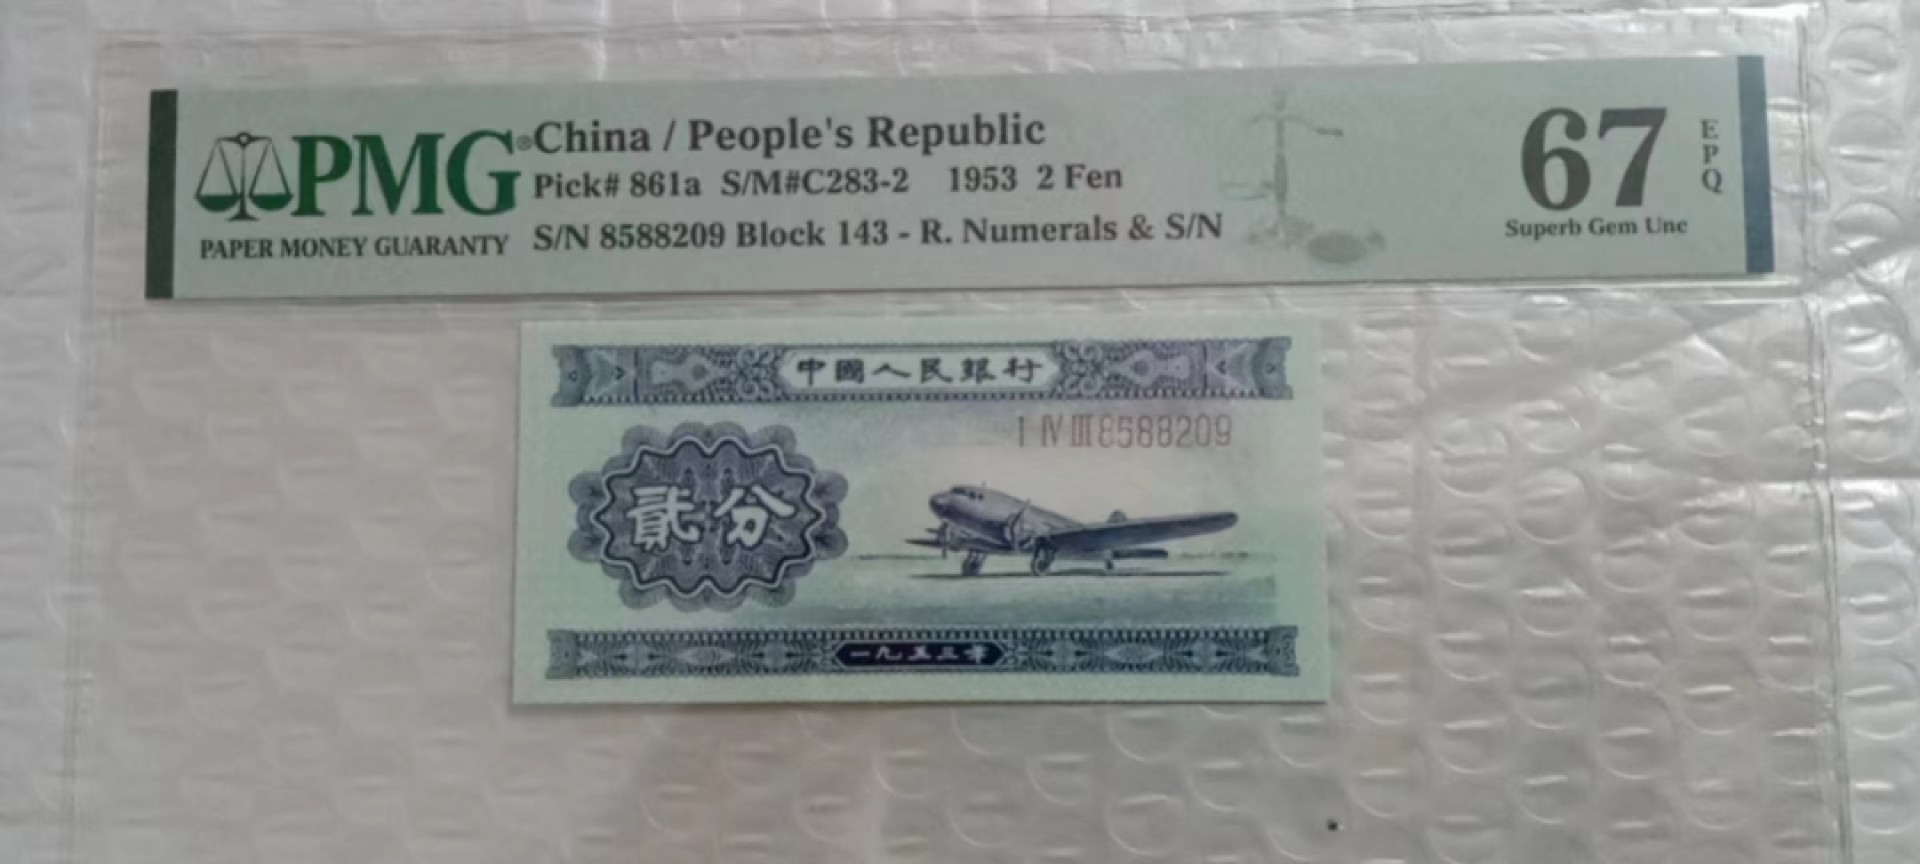 PMG®
PAPER MONEY GUARANTY
China / People's Republic
Pick# 861a S/M#C283-2 1953 2 Fen
S/N 8588209 Block 143 - R. Numerals & S/N
67
EPQ
Superb Gem Unc
中國人民銀行
I IV III 8588209
貳分
一九五三年